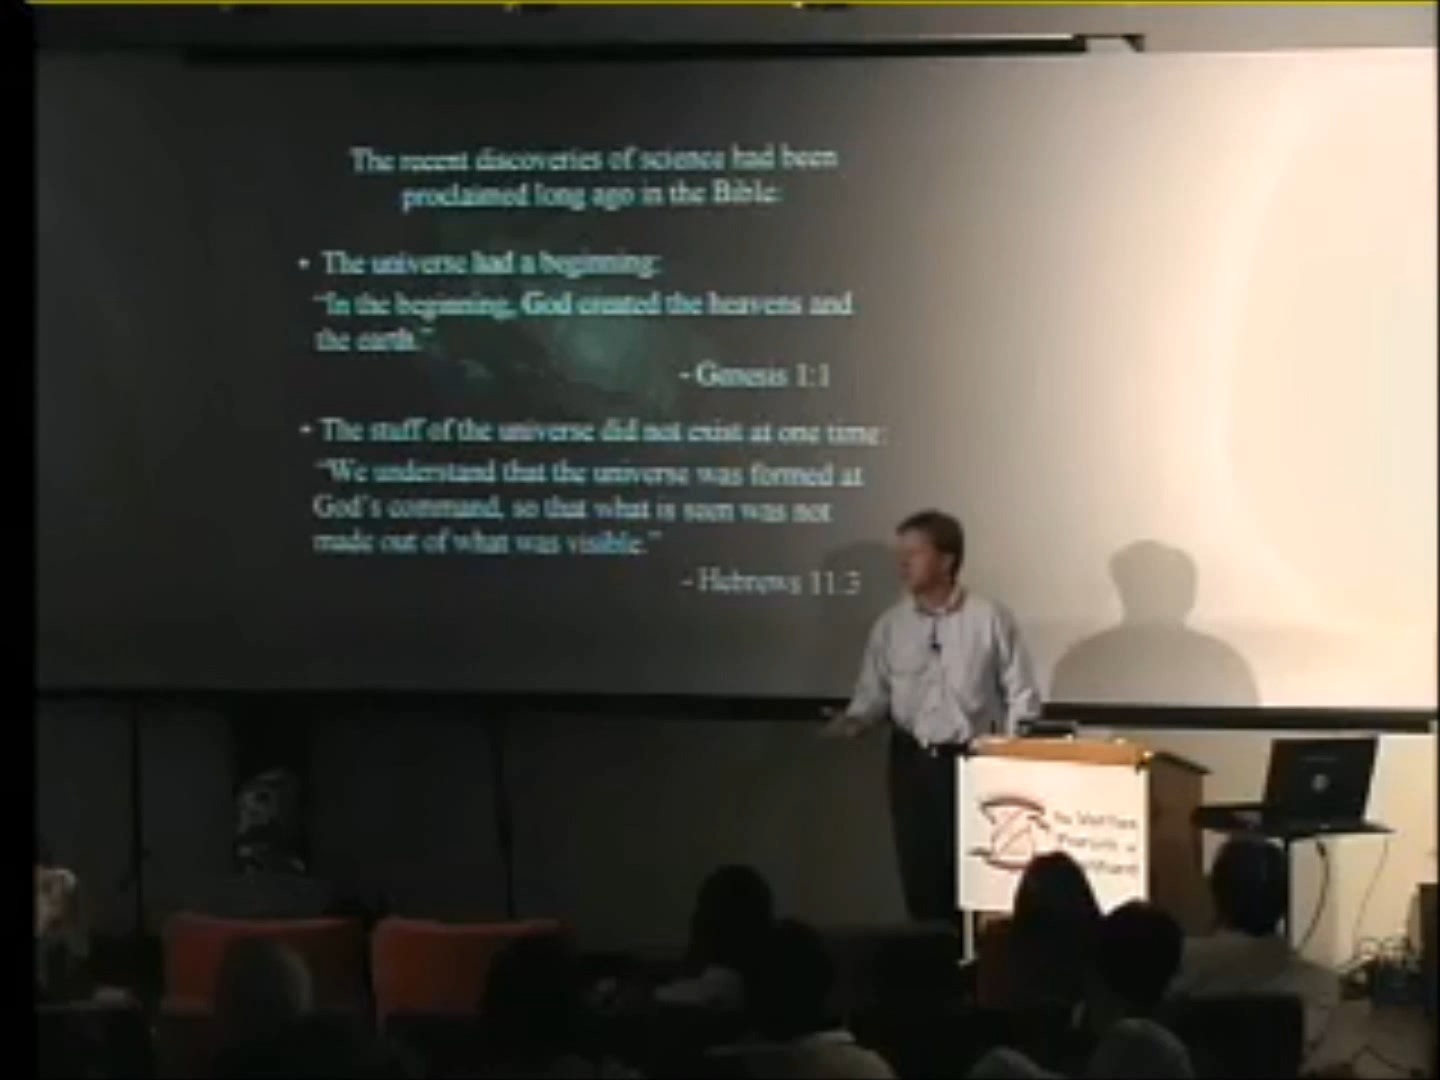 The recent discoveries of science had been
proclaimed long ago in the Bible:
• The universe had a beginning:
“In the beginning, God created the heavens and
the earth.”
- Genesis 1:1
• The stuff of the universe did not exist at one time:
“We understand that the universe was formed at
God's command, so that what is seen was not
made out of what was visible.”
- Hebrews 11:3